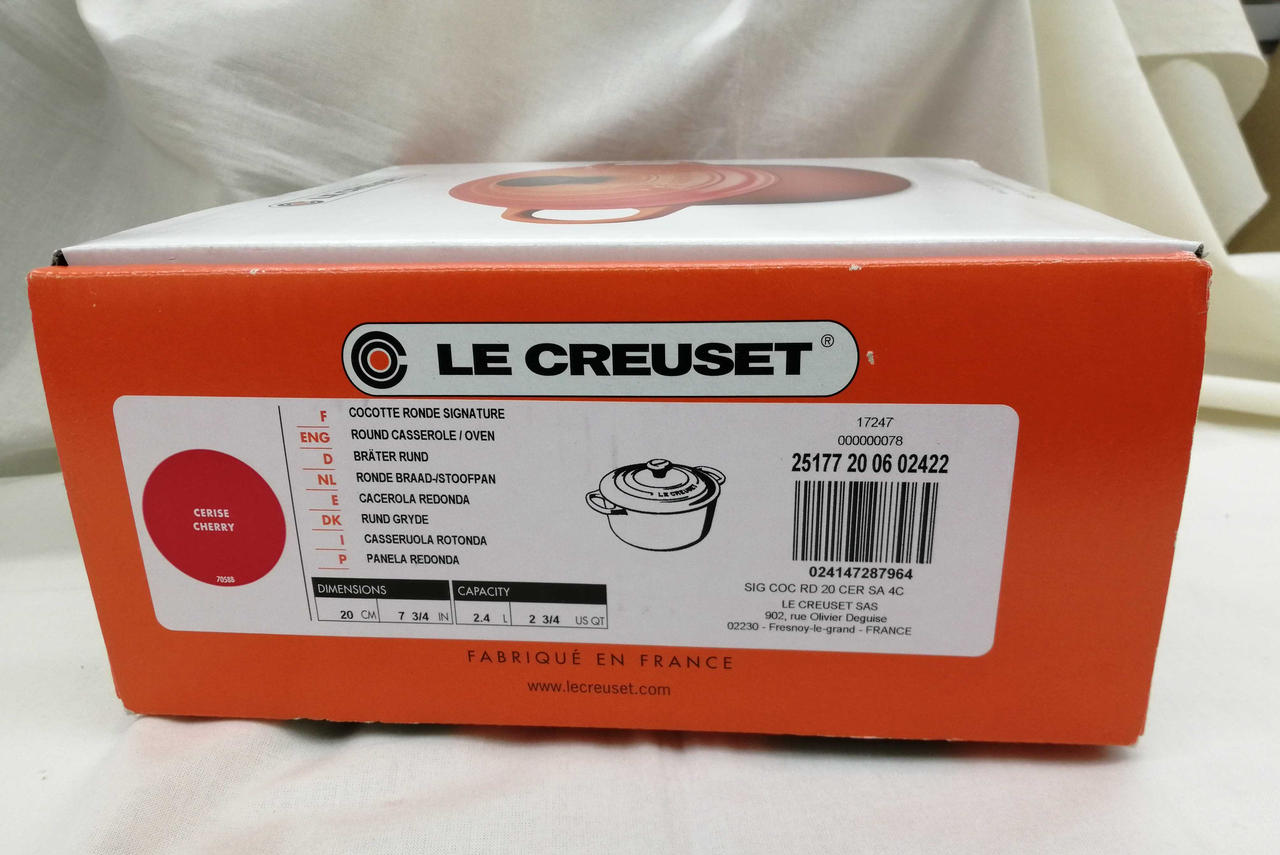 LE CREUSET ®
CERISE
CHERRY
70588
F COCOTTE RONDE SIGNATURE
ENG ROUND CASSEROLE / OVEN
D BRÄTER RUND
NL RONDE BRAAD-/STOOFPAN
E CACEROLA REDONDA
DK RUND GRYDE
I CASSERUOLA ROTONDA
P PANELA REDONDA
DIMENSIONS CAPACITY
20 CM 7 3/4 IN 2.4 L 2 3/4 US QT
LE CREUSET
17247
000000078
25177 20 06 02422
024147287964
SIG COC RD 20 CER SA 4C
LE CREUSET SAS
902, rue Olivier Deguise
02230 - Fresnoy-le-grand - FRANCE
FABRIQUÉ EN FRANCE
www.lecreuset.com